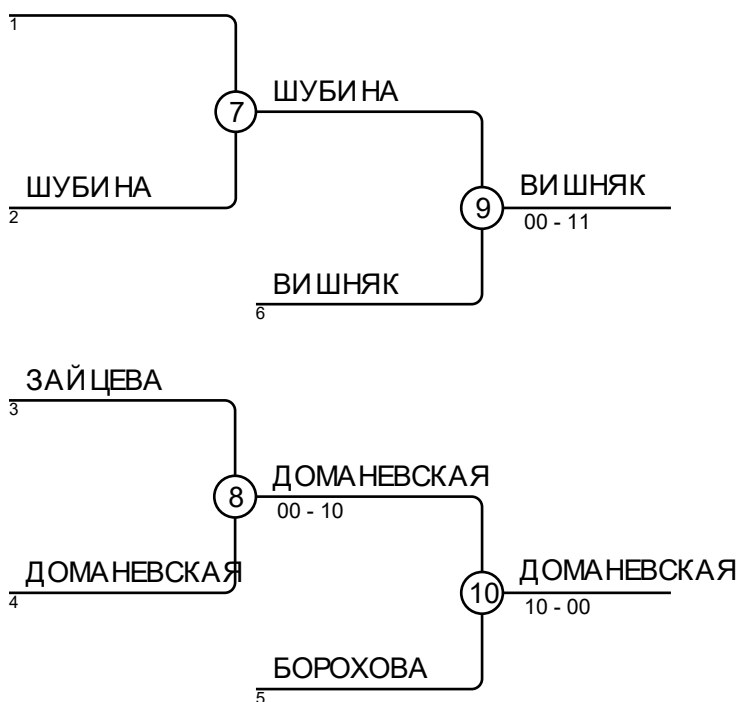 1
ШУБИНА
7
ШУБИНА
2
ВИШНЯК
9
00 - 11
ВИШНЯК
6
ЗАЙЦЕВА
3
ДОМАНЕВСКАЯ
8
00 - 10
ДОМАНЕВСКАЯ
4
ДОМАНЕВСКАЯ
10
10 - 00
БОРОХОВА
5